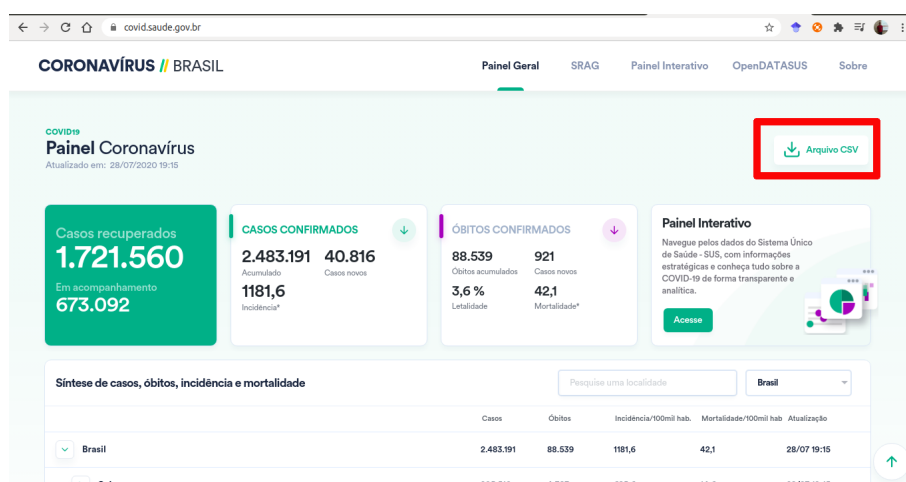 covid.saude.gov.br
CORONAVÍRUS // BRASIL
Painel Geral
SRAG
Painel Interativo
OpenDATASUS
Sobre
COVID19
Painel Coronavírus
Atualizado em: 28/07/2020 19:15
Arquivo CSV
Casos recuperados
1.721.560
Em acompanhamento
673.092
CASOS CONFIRMADOS
2.483.191 40.816
Acumulado Casos novos
1181,6
Incidência*
ÓBITOS CONFIRMADOS
88.539 921
Óbitos acumulados Casos novos
3,6 % 42,1
Letalidade Mortalidade*
Painel Interativo
Navegue pelos dados do Sistema Único
de Saúde - SUS, com informações
estratégicas e conheça tudo sobre a
COVID-19 de forma transparente e
analítica.
Acesse
Síntese de casos, óbitos, incidência e mortalidade
Pesquise uma localidade
Brasil
Casos Óbitos Incidência/100mil hab. Mortalidade/100mil hab Atualização
Brasil 2.483.191 88.539 1181,6 42,1 28/07 19:15